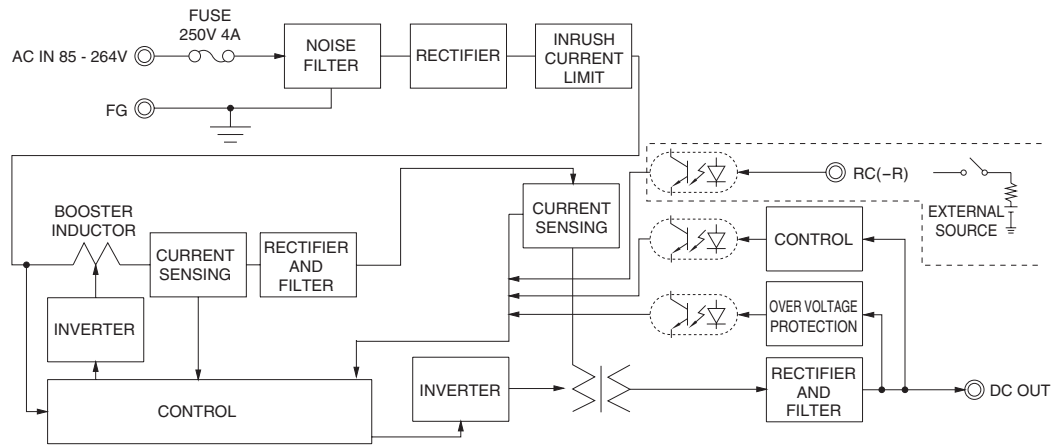 FUSE
250V 4A
AC IN 85 - 264V
NOISE
FILTER
RECTIFIER
INRUSH
CURRENT
LIMIT
FG
RC(−R)
EXTERNAL
SOURCE
BOOSTER
INDUCTOR
CURRENT
SENSING
RECTIFIER
AND
FILTER
CURRENT
SENSING
CONTROL
INVERTER
OVER VOLTAGE
PROTECTION
CONTROL
INVERTER
RECTIFIER
AND
FILTER
DC OUT